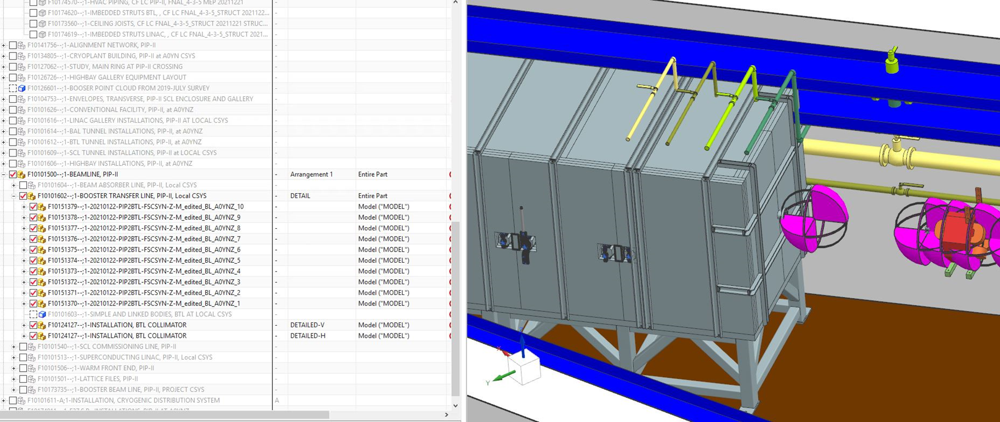 F10174570--;1-HVAC PIPING, CF LC PIP-II, FNAL_4-3-5 MEP 20211221
F10174620--;1-IMBEDDED STRUTS BTL, , CF LC FNAL_4-3-5_STRUCT 2021122... -
F10173560--;1-CEILING JOISTS, CF LC FNAL_4-3-5_STRUCT 20211221 STRUC... -
F10174619--;1-IMBEDDED STRUTS LINAC, , CF LC FNAL_4-3-5_STRUCT 2021... -
F10141756--;1-ALIGNMENT NETWORK, PIP-II -
F10134805--;1-CRYOPLANT BUILDING, PIP-II at A0YN CSYS -
F10127062--;1-STUDY, MAIN RING AT PIP-II CROSSING -
F10126726--;1-HIGHBAY GALLERY EQUIPMENT LAYOUT -
F10126601--;1-BOOSER POINT CLOUD FROM 2019-JULY SURVEY -
F10104753--;1-ENVELOPES, TRANSVERSE, PIP-II SCL ENCLOSURE AND GALLERY -
F10101626--;1-CONVENTIONAL FACILITY, PIP-II, at A0YNZ -
F10101616--;1-LINAC GALLERY INSTALLATIONS, PIP-II AT LOCAL CSYS -
F10101614--;1-BAL TUNNEL INSTALLATIONS, PIP-II, at A0YNZ -
F10101612--;1-BTL TUNNEL INSTALLATIONS, PIP-II, at A0YNZ -
F10101609--;1-SCL TUNNEL INSTALLATIONS, PIP-II at LOCAL CSYS -
F10101606--;1-HIGHBAY INSTALLATIONS, PIP-II, at A0YNZ -
F10101500--;1-BEAMLINE, PIP-II - Arrangement 1 Entire Part
F10101604--;1-BEAM ABSORBER LINE, PIP-II, Local CSYS -
F10101602--;1-BOOSTER TRANSFER LINE, PIP-II, Local CSYS - DETAIL Entire Part
F10151379--;1-20210122-PIP2BTL-FSCSYN-Z-M_edited_BL_A0YNZ_10 - Model ("MODEL")
F10151378--;1-20210122-PIP2BTL-FSCSYN-Z-M_edited_BL_A0YNZ_9 - Model ("MODEL")
F10151377--;1-20210122-PIP2BTL-FSCSYN-Z-M_edited_BL_A0YNZ_8 - Model ("MODEL")
F10151376--;1-20210122-PIP2BTL-FSCSYN-Z-M_edited_BL_A0YNZ_7 - Model ("MODEL")
F10151375--;1-20210122-PIP2BTL-FSCSYN-Z-M_edited_BL_A0YNZ_6 - Model ("MODEL")
F10151374--;1-20210122-PIP2BTL-FSCSYN-Z-M_edited_BL_A0YNZ_5 - Model ("MODEL")
F10151373--;1-20210122-PIP2BTL-FSCSYN-Z-M_edited_BL_A0YNZ_4 - Model ("MODEL")
F10151372--;1-20210122-PIP2BTL-FSCSYN-Z-M_edited_BL_A0YNZ_3 - Model ("MODEL")
F10151371--;1-20210122-PIP2BTL-FSCSYN-Z-M_edited_BL_A0YNZ_2 - Model ("MODEL")
F10151370--;1-20210122-PIP2BTL-FSCSYN-Z-M_edited_BL_A0YNZ_1 - Model ("MODEL")
F10101603--;1-SIMPLE AND LINKED BODIES, BTL AT LOCAL CSYS -
F10124127--;1-INSTALLATION, BTL COLLIMATOR - DETAILED-V Model ("MODEL")
F10124127--;1-INSTALLATION, BTL COLLIMATOR - DETAILED-H Model ("MODEL")
F10101540--;1-SCL COMMISSIONING LINE, PIP-II -
F10101513--;1-SUPERCONDUCTING LINAC, PIP-II, Local CSYS -
F10101506--;1-WARM FRONT END, PIP-II -
F10101501--;1-LATTICE FILES, PIP-II -
F10173735--;1-BOOSTER BEAM LINE, PIP-II, PROJECT CSYS -
F10101611-A;1-INSTALLATION, CRYOGENIC DISTRIBUTION SYSTEM A
X
Z
Y